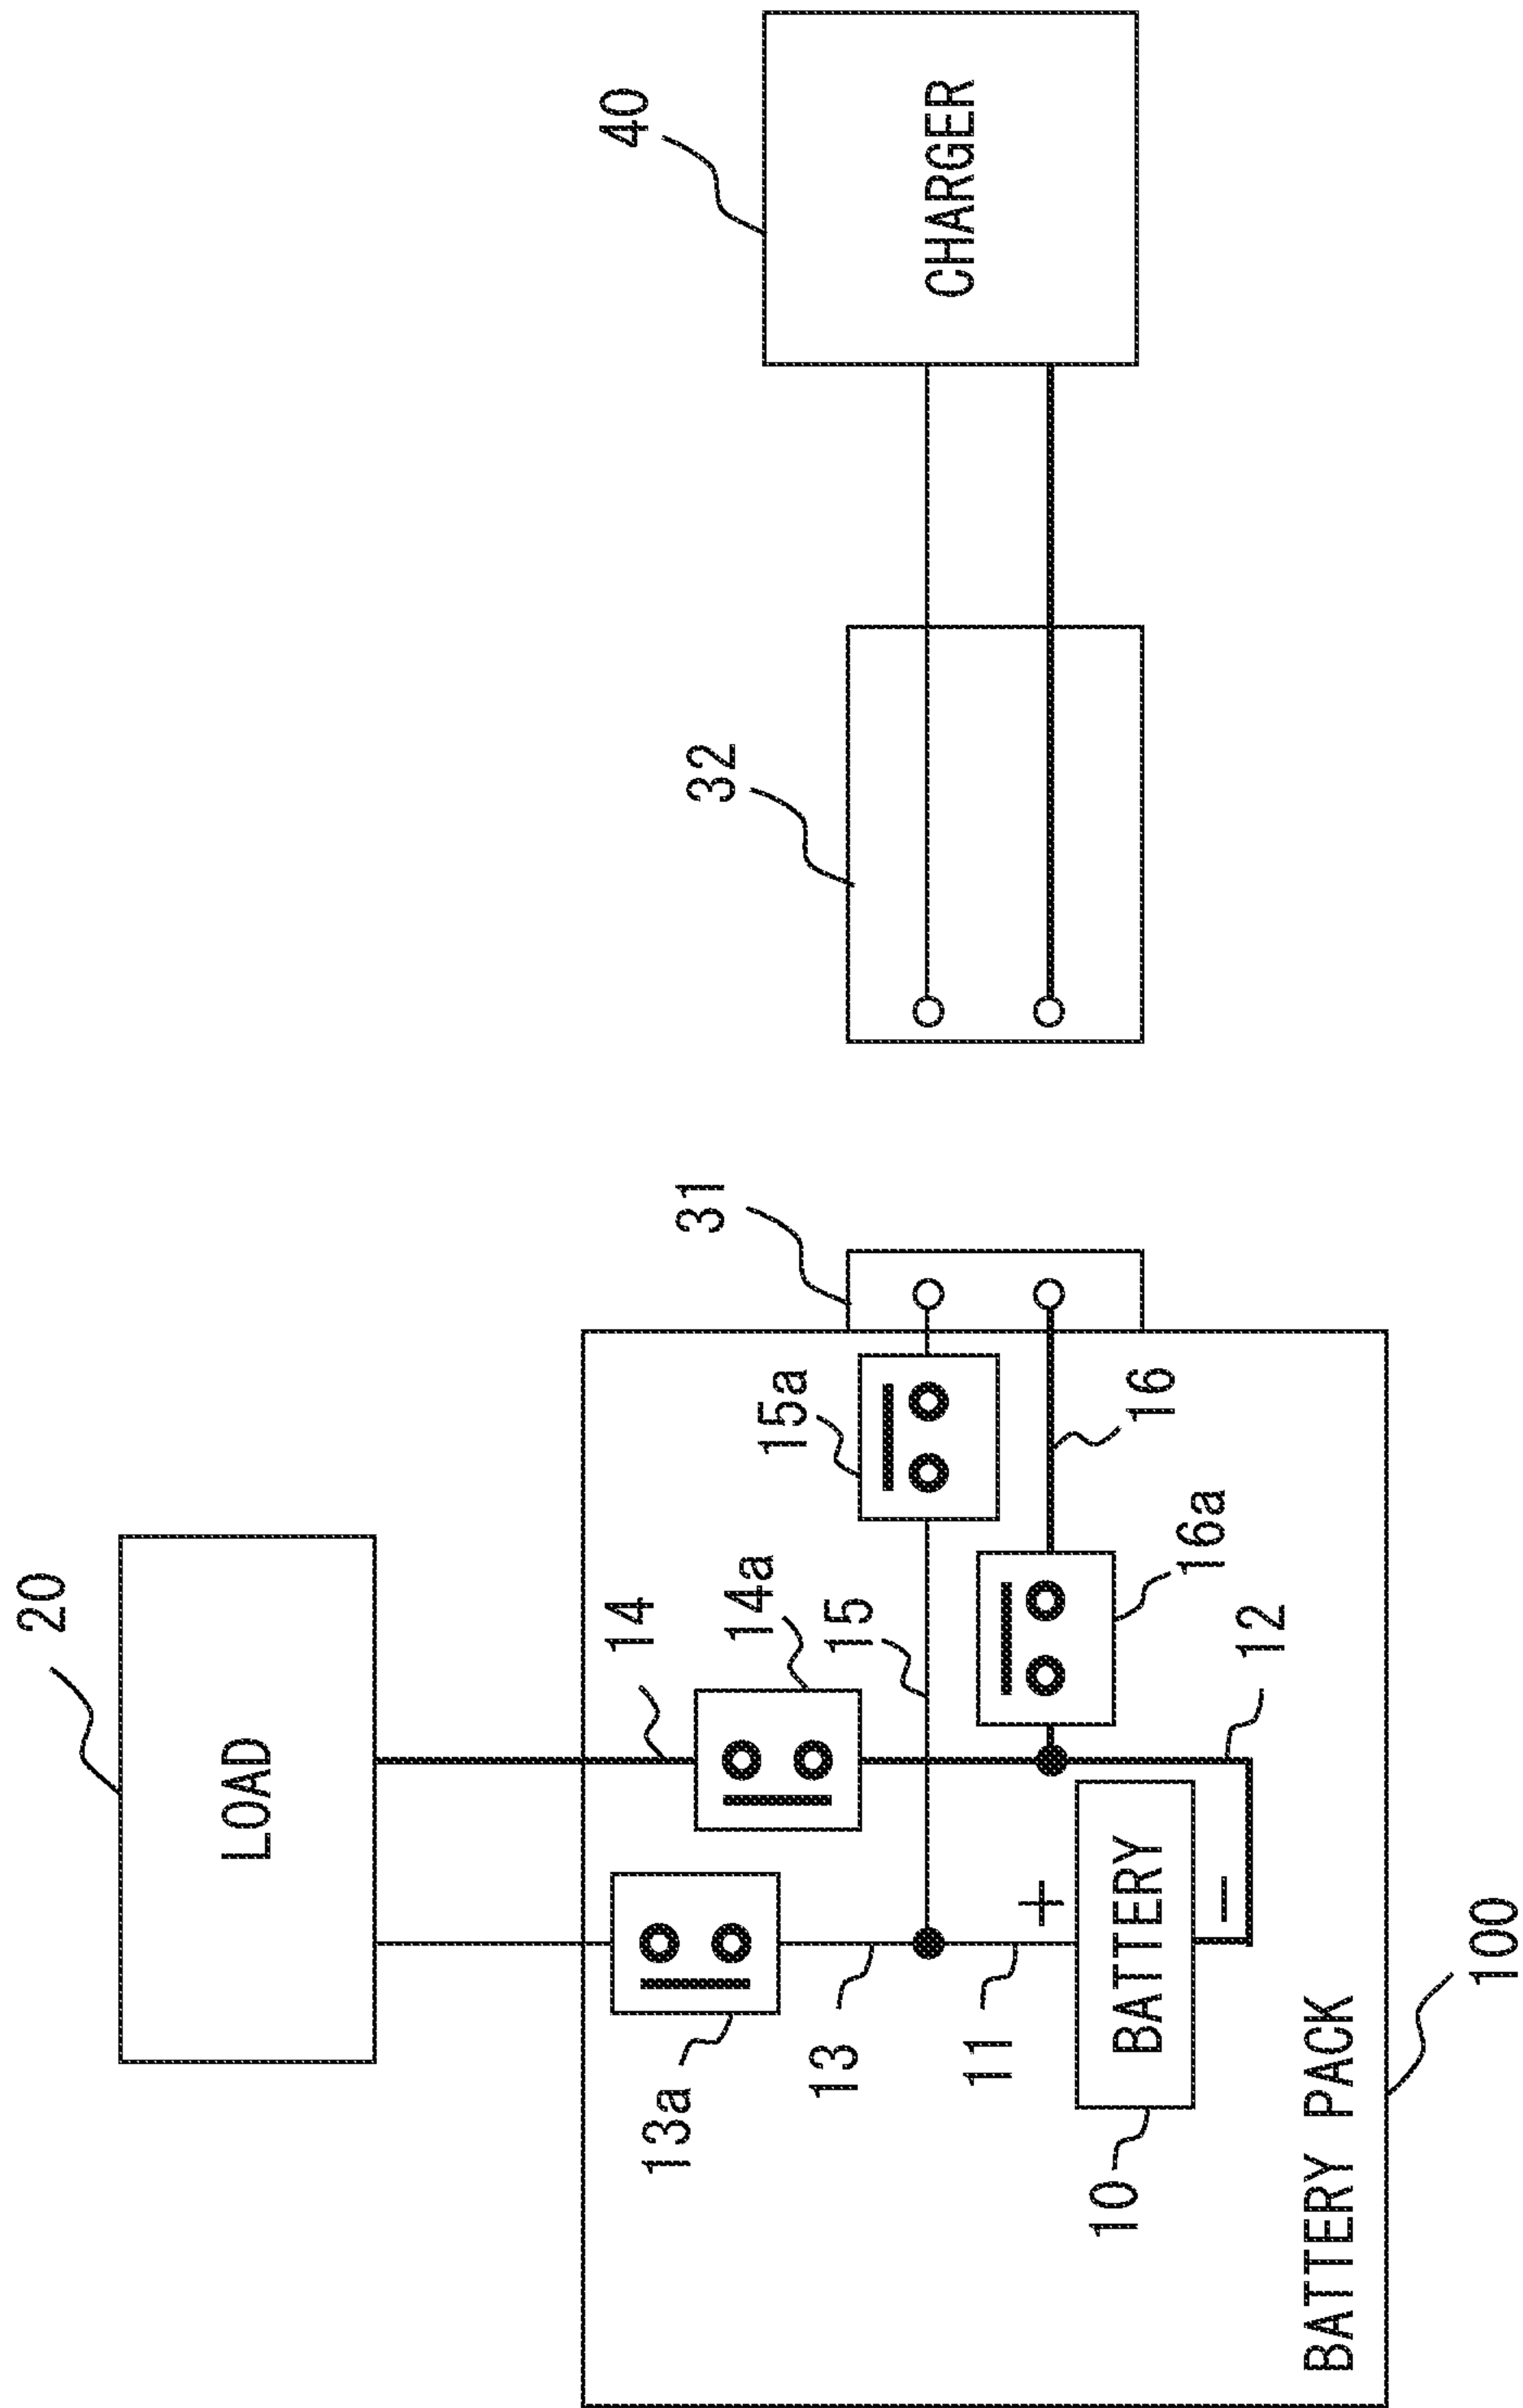 20
LOAD
14
14a
15
15a
31
32
40
CHARGER
13a
13
11
+
10
BATTERY
−
12
16a
16
BATTERY PACK
100